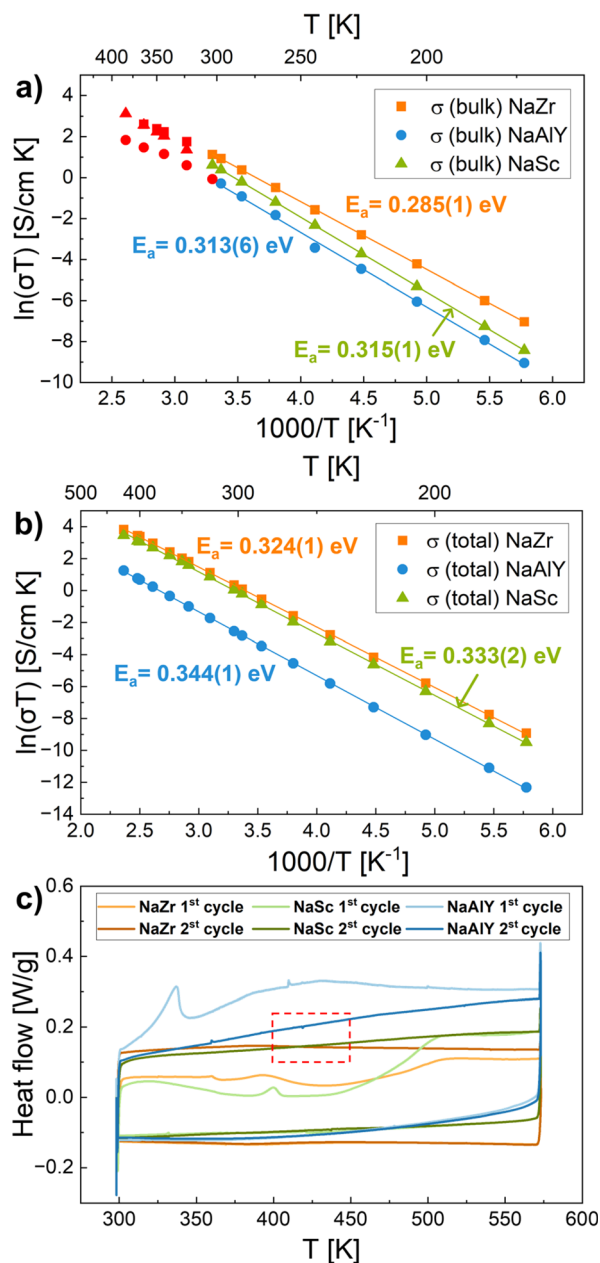 T [K]
400 350 300 250 200
a)
σ (bulk) NaZr
σ (bulk) NaAlY
σ (bulk) NaSc
Ea= 0.285(1) eV
Ea= 0.313(6) eV
Ea= 0.315(1) eV
ln(σT) [S/cm K]
4
2
0
−2
−4
−6
−8
−10
2.5 3.0 3.5 4.0 4.5 5.0 5.5 6.0
1000/T [K⁻¹]
T [K]
500 400 300 200
b)
σ (total) NaZr
σ (total) NaAlY
σ (total) NaSc
Ea= 0.324(1) eV
Ea= 0.333(2) eV
Ea= 0.344(1) eV
ln(σT) [S/cm K]
4
2
0
-2
-4
-6
-8
-10
-12
-14
2.0 2.5 3.0 3.5 4.0 4.5 5.0 5.5 6.0
1000/T [K⁻¹]
c)
NaZr 1st cycle NaSc 1st cycle NaAlY 1st cycle
NaZr 2st cycle NaSc 2st cycle NaAlY 2st cycle
Heat flow [W/g]
0.6
0.4
0.2
0.0
−0.2
300 350 400 450 500 550 600
T [K]